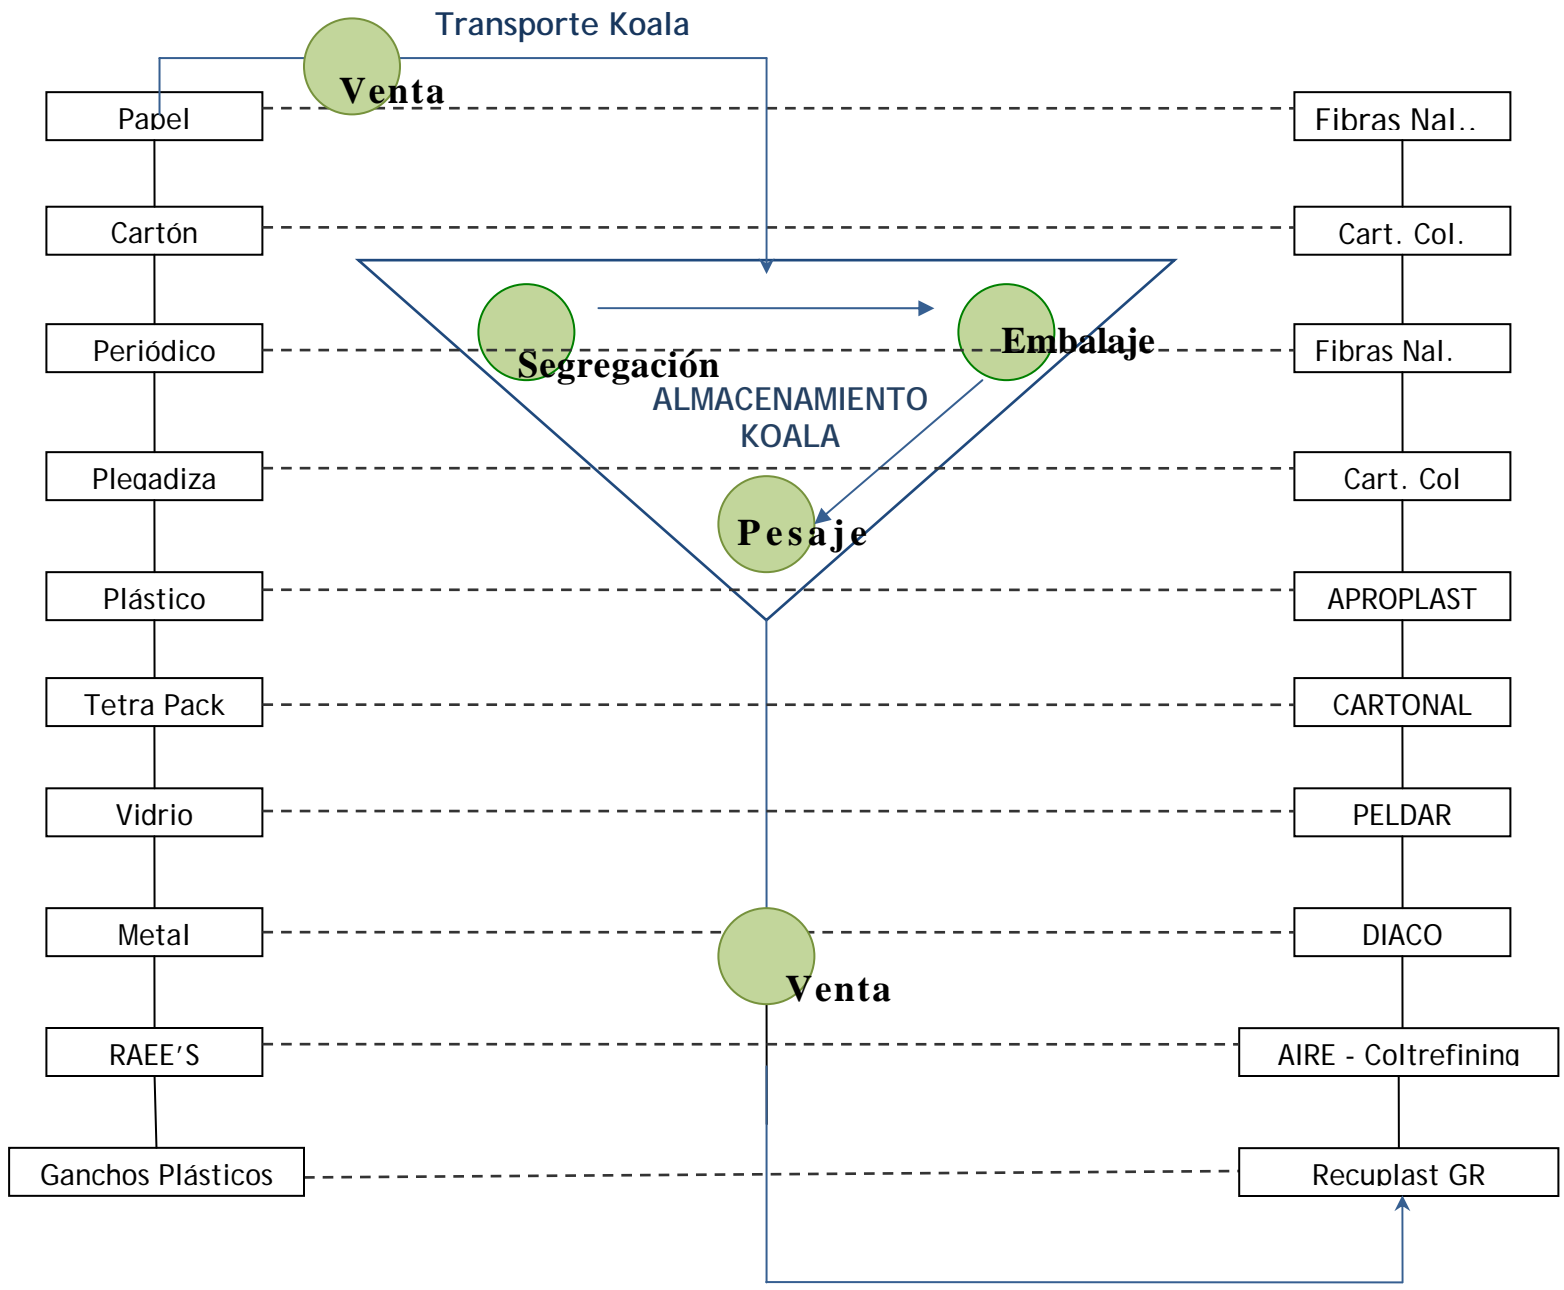 Transporte Koala
Venta
Papel
Fibras Nal..
Cartón
Cart. Col.
Segregación
Embalaje
Periódico
Fibras Nal.
ALMACENAMIENTO
KOALA
Plegadiza
Cart. Col
Pesaje
Plástico
APROPLAST
Tetra Pack
CARTONAL
Vidrio
PELDAR
Metal
DIACO
Venta
RAEE’S
AIRE - Coltrefining
Ganchos Plásticos
Recuplast GR